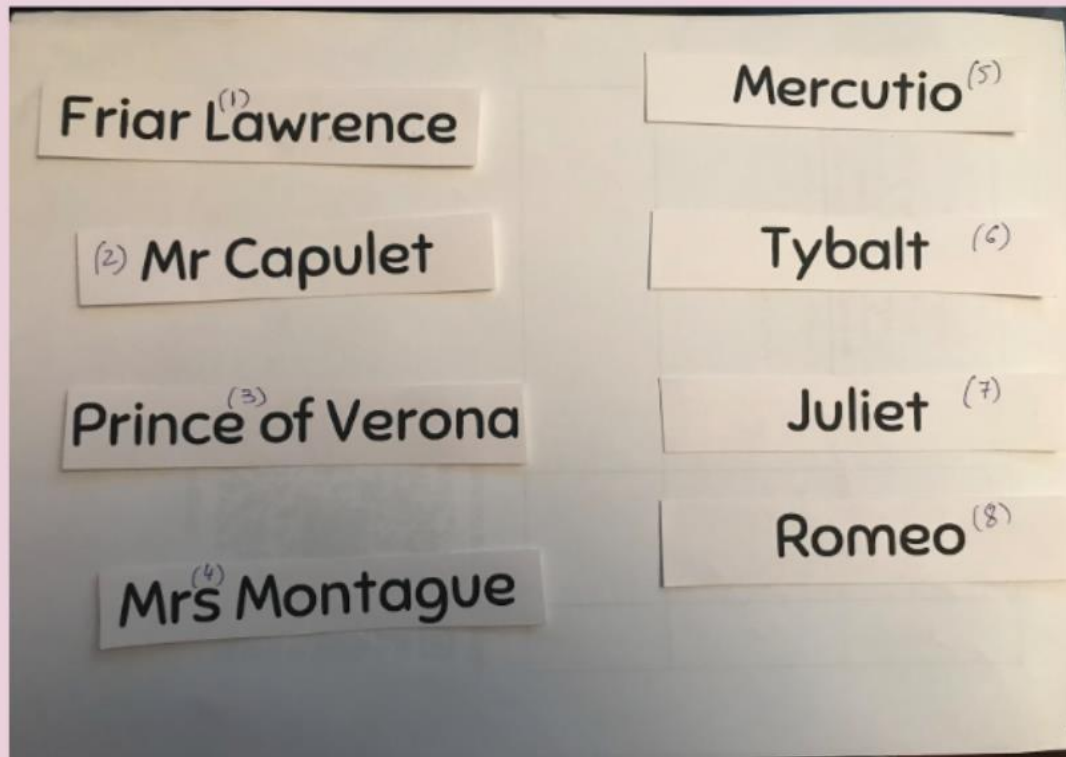 Friar Lawrence (1)
(2) Mr Capulet
Prince of Verona (3)
Mrs Montague (4)
Mercutio (5)
Tybalt (6)
Juliet (7)
Romeo (8)